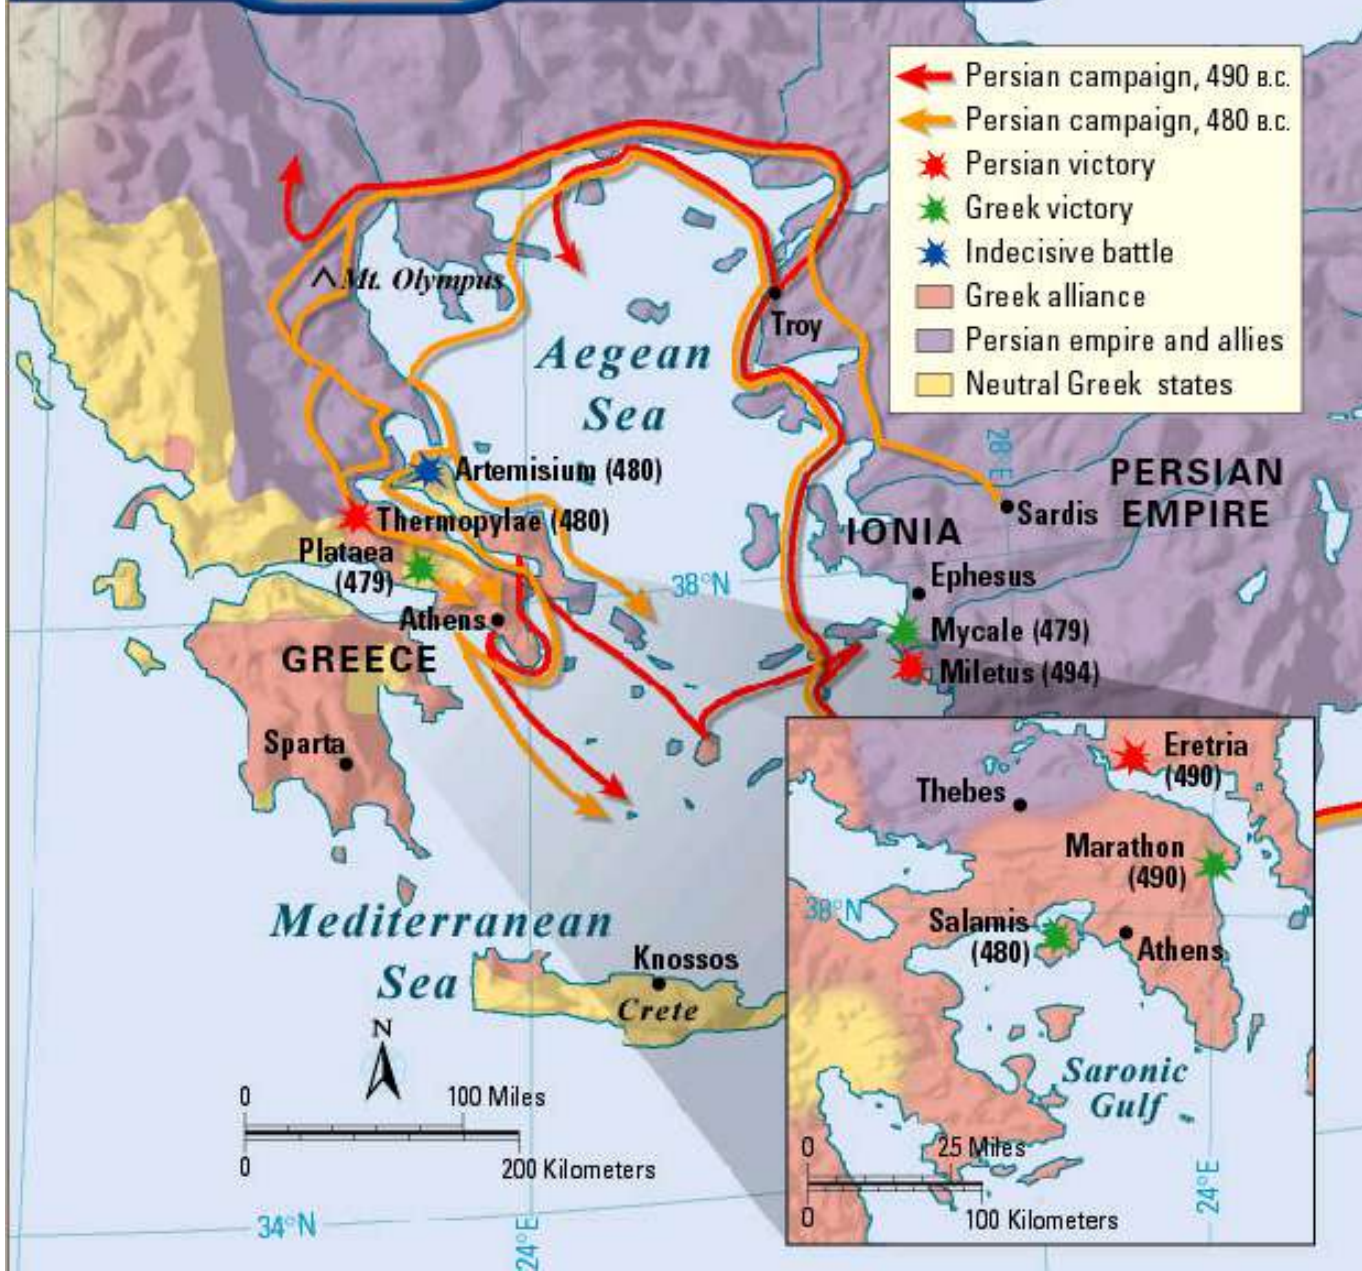 Persian campaign, 490 B.C.
Persian campaign, 480 B.C.
Persian victory
Greek victory
Indecisive battle
Greek alliance
Persian empire and allies
Neutral Greek states
Mt. Olympus
Troy
Aegean
Sea
28°E
PERSIAN
EMPIRE
Artemisium (480)
Sardis
Thermopylae (480)
IONIA
Plataea
(479)
38°N
Ephesus
Athens
Mycale (479)
GREECE
Miletus (494)
Sparta
Eretria
(490)
Thebes
Marathon
(490)
38°N
Salamis
(480)
Athens
Saronic
Gulf
0
25 Miles
0
100 Kilometers
24°E
Mediterranean
Sea
Knossos
Crete
N
0
100 Miles
0
200 Kilometers
34°N
24°E